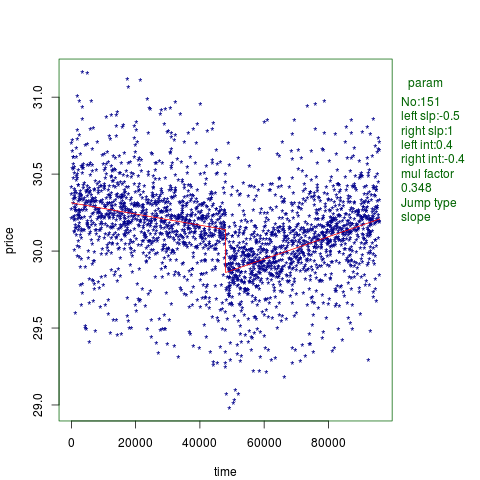 param
No:151
left slp:-0.5
right slp:1
left int:0.4
right int:-0.4
mul factor
0.348
Jump type
slope
price
31.0
30.5
30.0
29.5
29.0
0 20000 40000 60000 80000
time